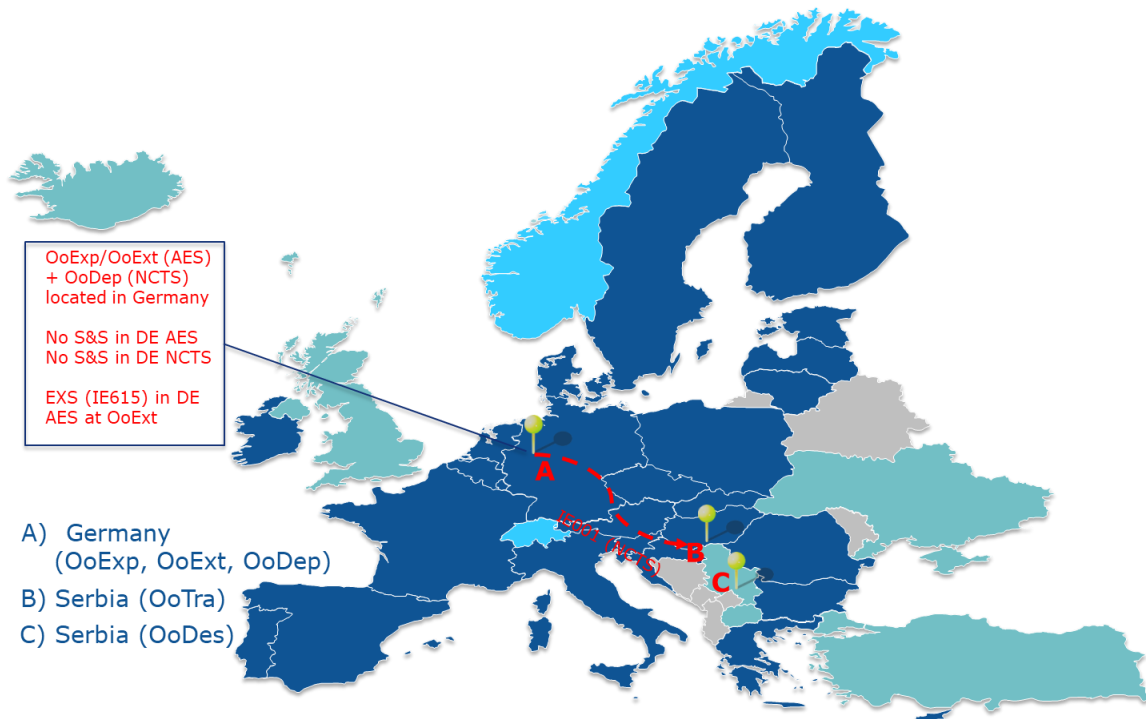 OoExp/OoExt (AES)
+ OoDep (NCTS)
located in Germany
No S&S in DE AES
No S&S in DE NCTS
EXS (IE615) in DE
AES at OoExt
A
IE001 (NCTS)
B
C
A) Germany
(OoExp, OoExt, OoDep)
B) Serbia (OoTra)
C) Serbia (OoDes)